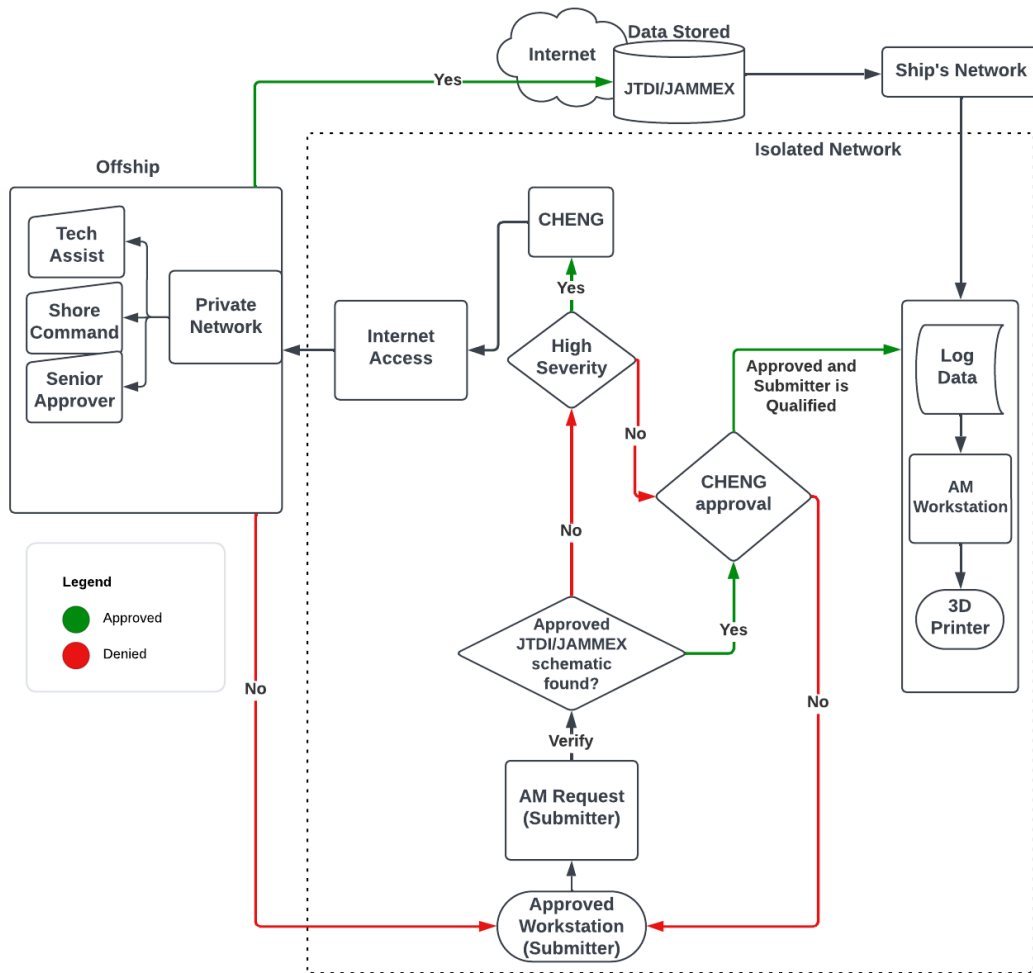 Data Stored
Internet
JTDI/JAMMEX
Ship's Network
Yes
Isolated Network
Offship
CHENG
Tech
Assist
Private
Network
Shore
Command
Senior
Approver
Internet
Access
Yes
High
Severity
Approved and
Submitter is
Qualified
Log
Data
No
CHENG
approval
AM
Workstation
No
Legend
Approved
Denied
3D
Printer
Approved
JTDI/JAMMEX
schematic
found?
Yes
No
No
Verify
AM Request
(Submitter)
Approved
Workstation
(Submitter)